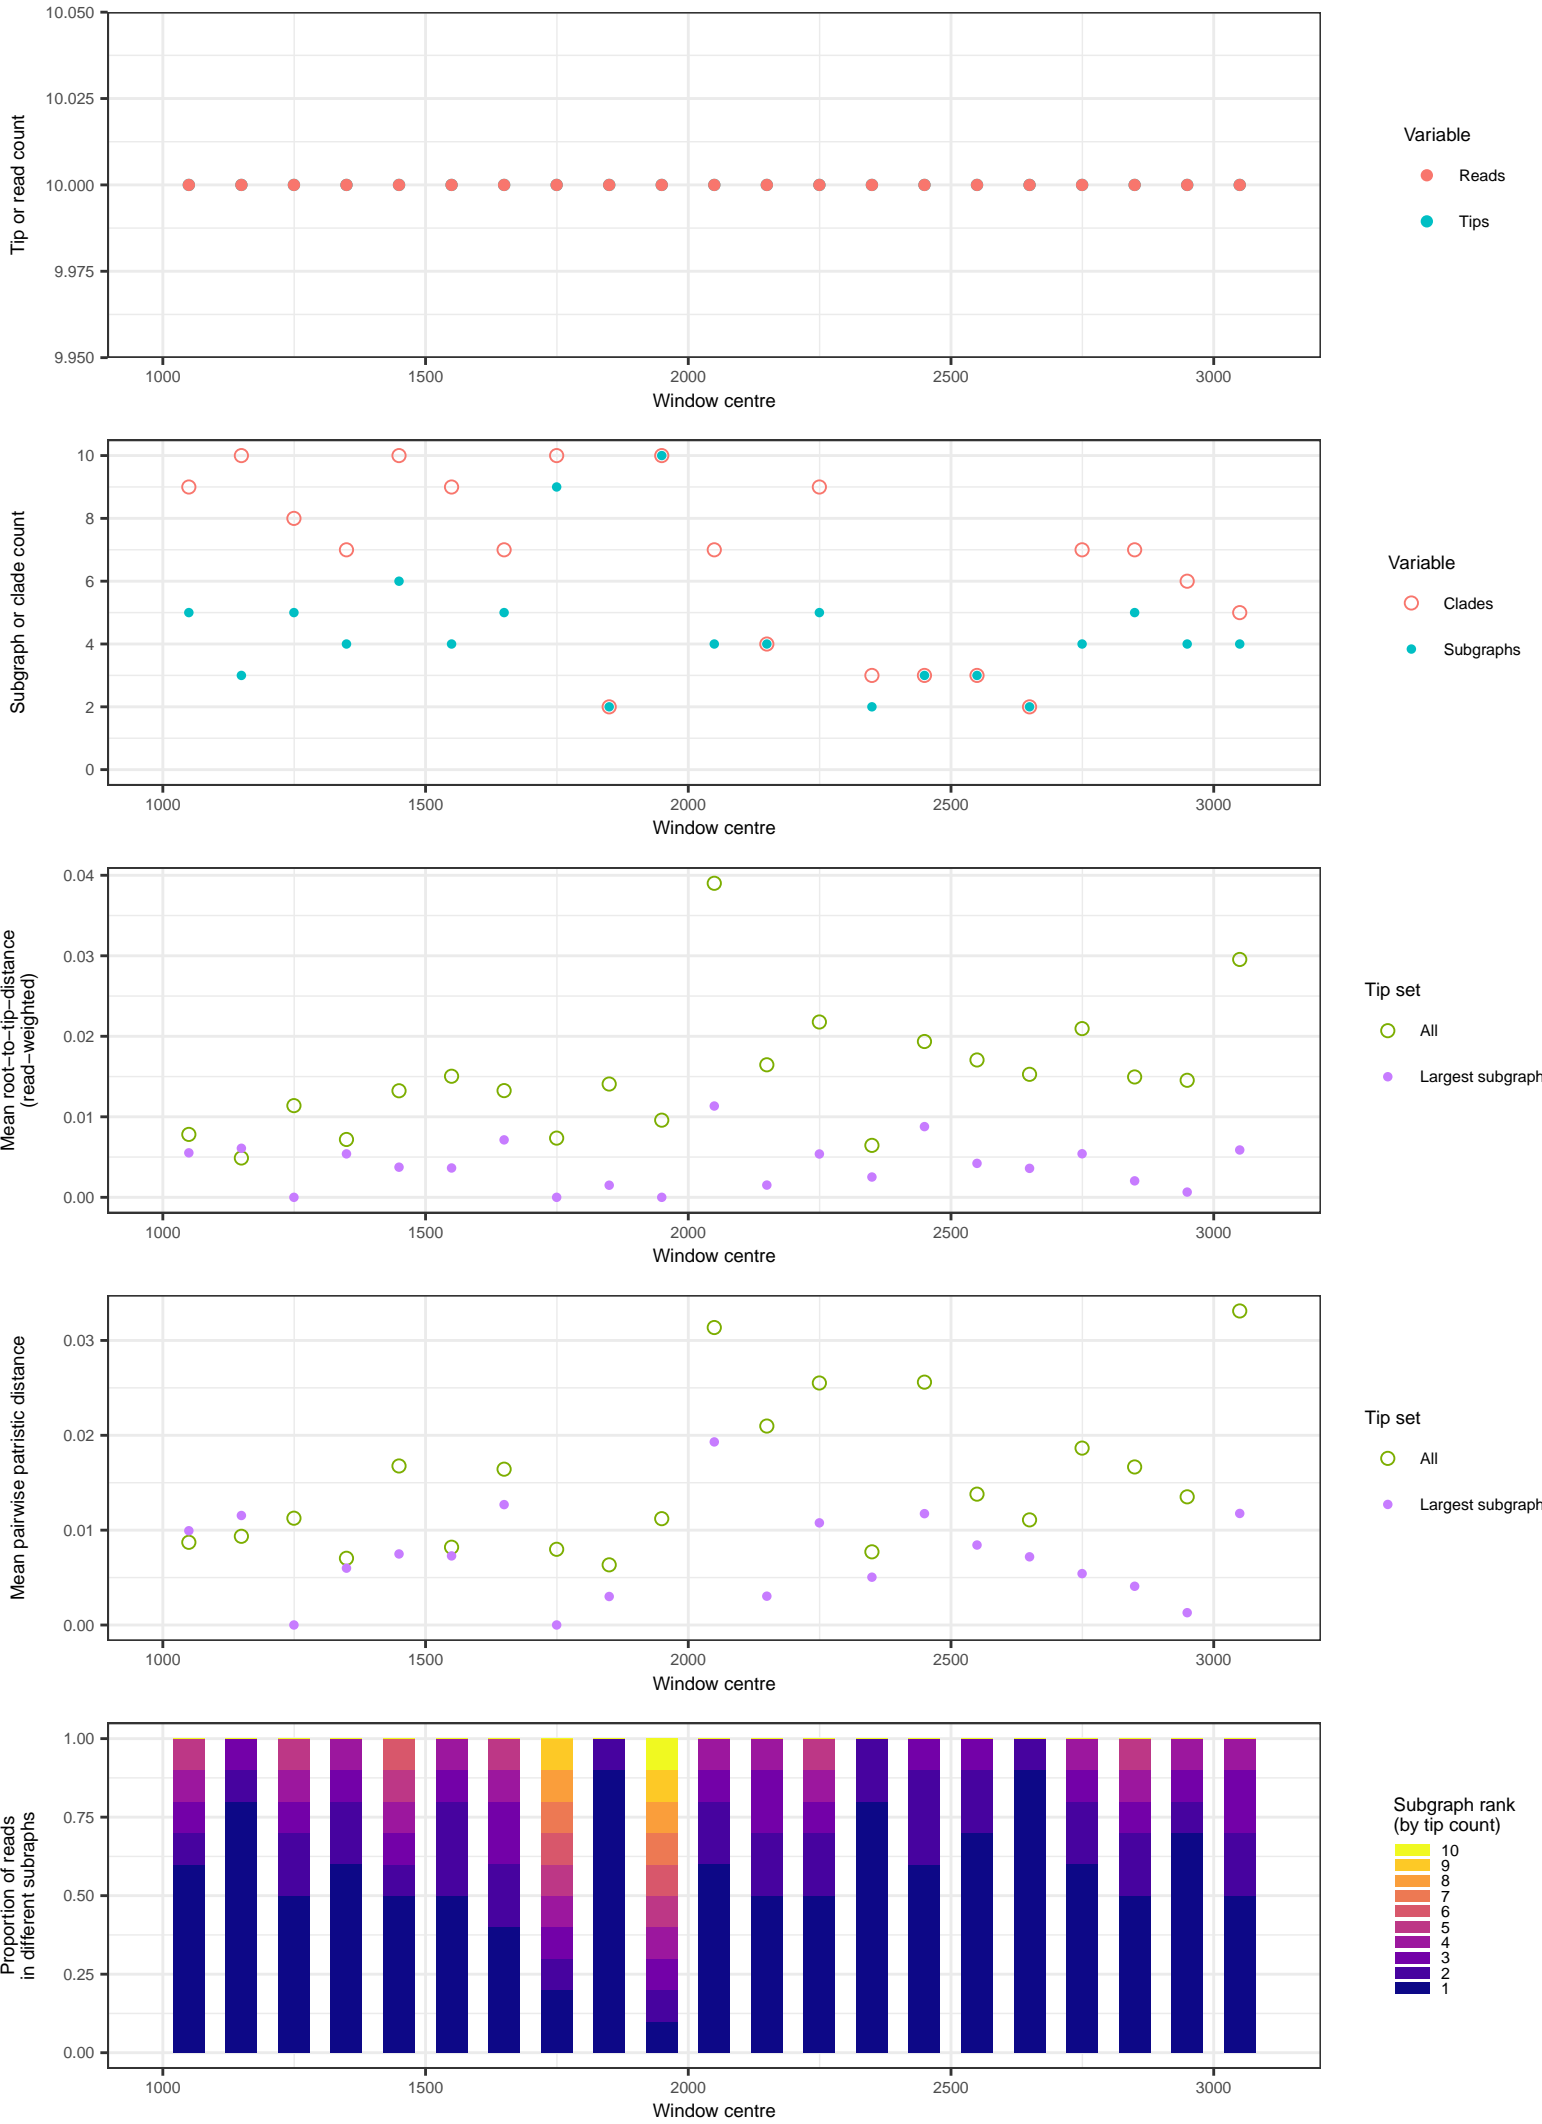 10.050
10.025
10.000
9.975
9.950
Tip or read count
1000 1500 2000 2500 3000
Window centre
Variable
Reads
Tips
10
8
6
4
2
0
Subgraph or clade count
1000 1500 2000 2500 3000
Window centre
Variable
Clades
Subgraphs
0.04
0.03
0.02
0.01
0.00
Mean root−to−tip−distance
(read−weighted)
1000 1500 2000 2500 3000
Window centre
Tip set
All
Largest subgraph
0.03
0.02
0.01
0.00
Mean pairwise patristic distance
1000 1500 2000 2500 3000
Window centre
Tip set
All
Largest subgraph
1.00
0.75
0.50
0.25
0.00
Proportion of reads
in different subraphs
1000 1500 2000 2500 3000
Window centre
Subgraph rank
(by tip count)
10
9
8
7
6
5
4
3
2
1